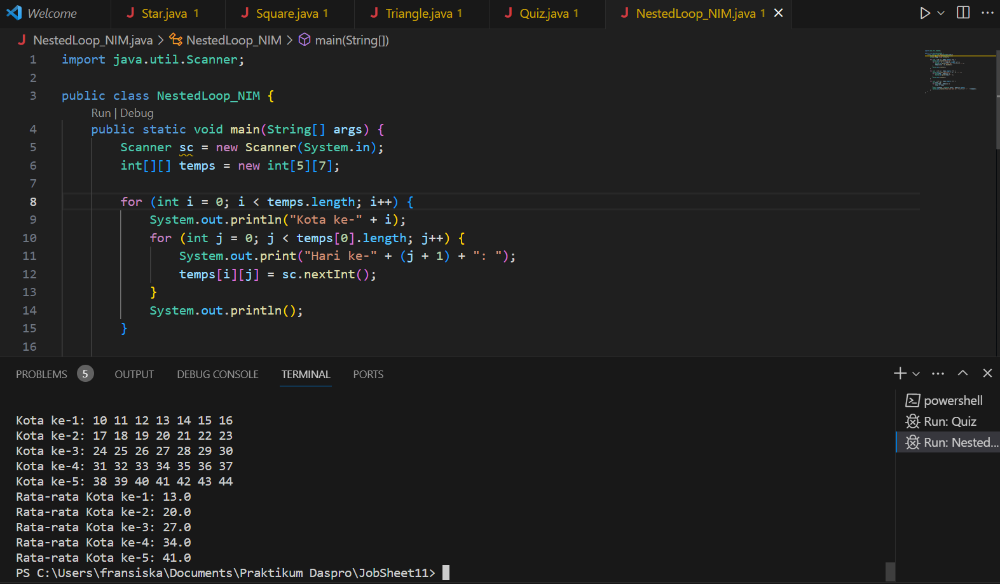 Welcome
Star.java 1
Square.java 1
Triangle.java 1
Quiz.java 1
NestedLoop_NIM.java 1
NestedLoop_NIM.java > NestedLoop_NIM > main(String[])
1 import java.util.Scanner;
2
3 public class NestedLoop_NIM {
Run | Debug
4 public static void main(String[] args) {
5 Scanner sc = new Scanner(System.in);
6 int[][] temps = new int[5][7];
7
8 for (int i = 0; i < temps.length; i++) {
9 System.out.println("Kota ke-" + i);
10 for (int j = 0; j < temps[0].length; j++) {
11 System.out.print("Hari ke-" + (j + 1) + ": ");
12 temps[i][j] = sc.nextInt();
13 }
14 System.out.println();
15 }
16
PROBLEMS 5 OUTPUT DEBUG CONSOLE TERMINAL PORTS
Kota ke-1: 10 11 12 13 14 15 16
Kota ke-2: 17 18 19 20 21 22 23
Kota ke-3: 24 25 26 27 28 29 30
Kota ke-4: 31 32 33 34 35 36 37
Kota ke-5: 38 39 40 41 42 43 44
Rata-rata Kota ke-1: 13.0
Rata-rata Kota ke-2: 20.0
Rata-rata Kota ke-3: 27.0
Rata-rata Kota ke-4: 34.0
Rata-rata Kota ke-5: 41.0
PS C:\Users\fransiska\Documents\Praktikum Daspro\JobSheet11>
powershell
Run: Quiz
Run: Nested...